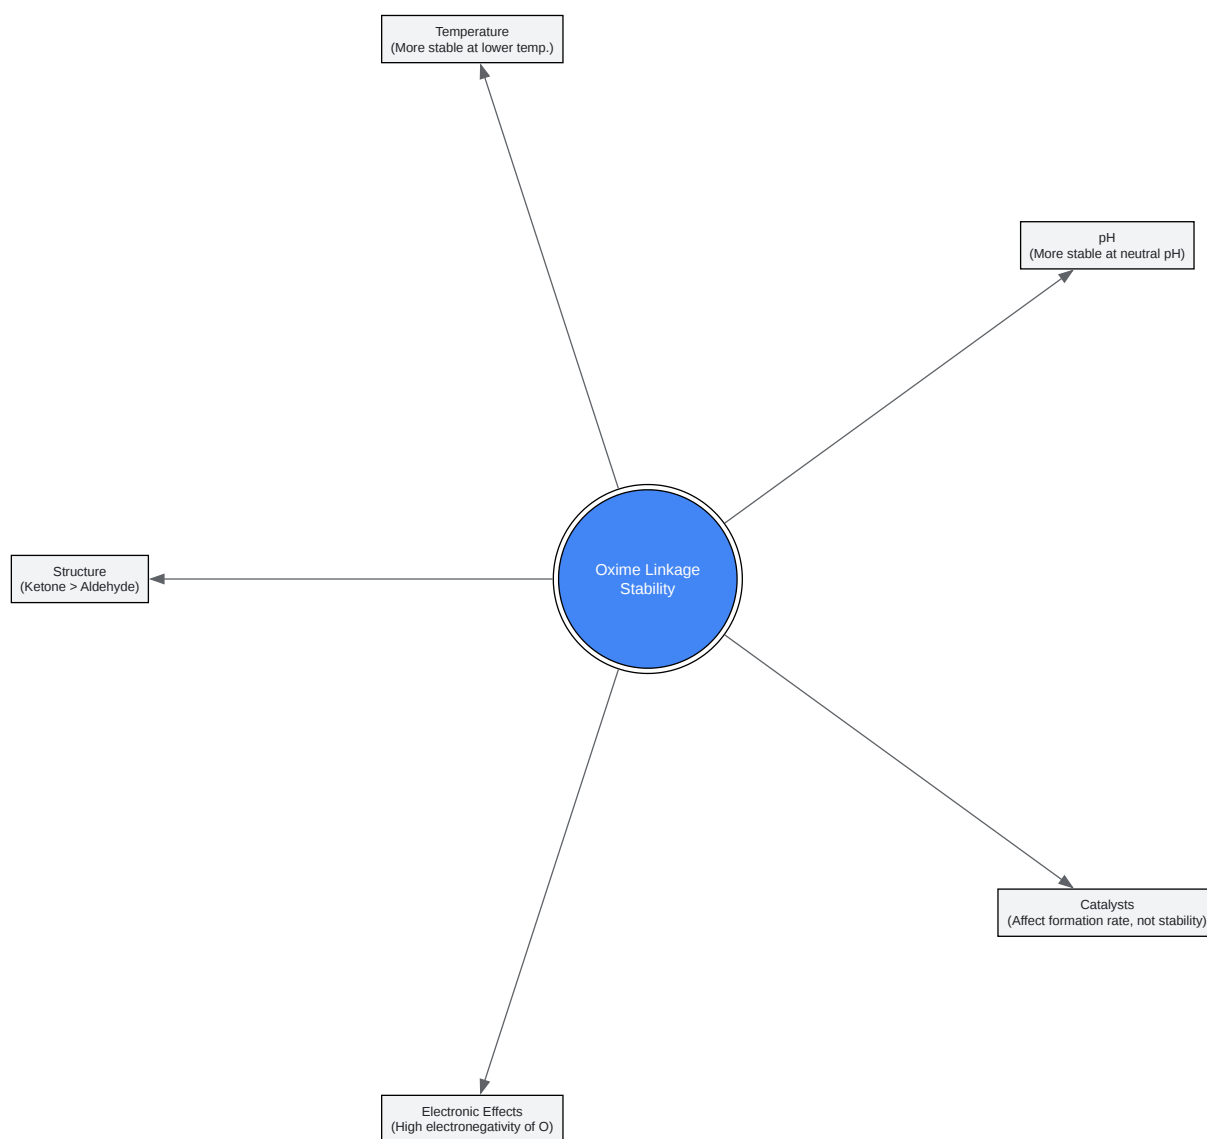 Temperature
(More stable at lower temp.)
pH
(More stable at neutral pH)
Oxime Linkage
Stability
Structure
(Ketone > Aldehyde)
Catalysts
(Affect formation rate, not stability)
Electronic Effects
(High electronegativity of O)